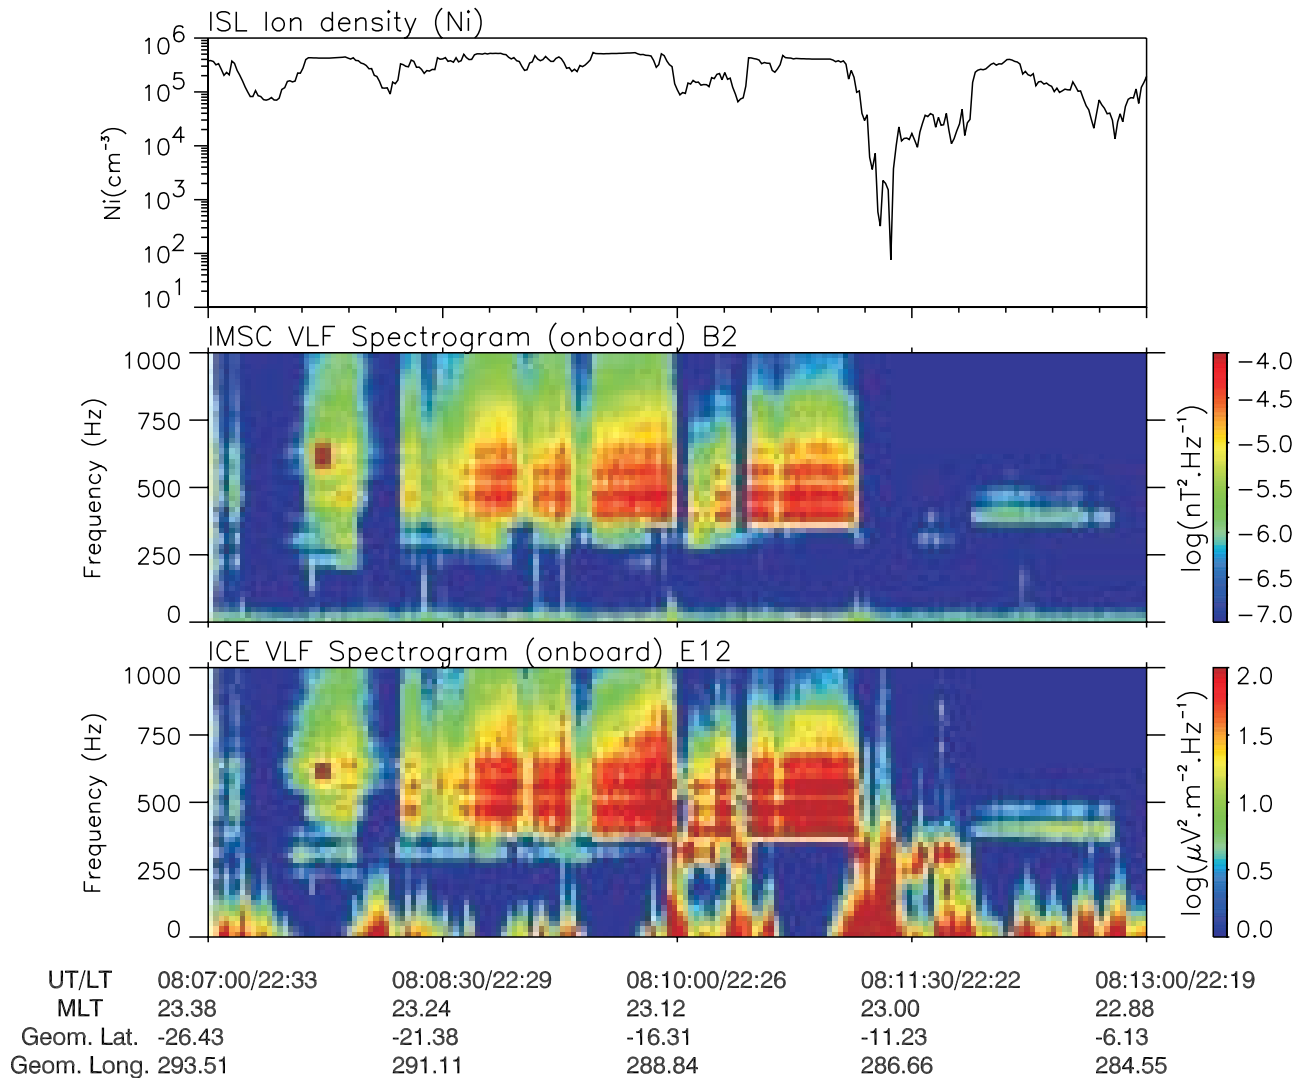 ISL Ion density (Ni)
10⁶
10⁵
10⁴
10³
10²
10¹
Ni(cm⁻³)
IMSC VLF Spectrogram (onboard) B2
1000
750
500
250
0
Frequency (Hz)
−4.0
−4.5
−5.0
−5.5
−6.0
−6.5
−7.0
log(nT².Hz⁻¹)
ICE VLF Spectrogram (onboard) E12
1000
750
500
250
0
Frequency (Hz)
2.0
1.5
1.0
0.5
0.0
log(μV².m⁻².Hz⁻¹)
UT/LT 08:07:00/22:33 08:08:30/22:29 08:10:00/22:26 08:11:30/22:22 08:13:00/22:19
MLT 23.38 23.24 23.12 23.00 22.88
Geom. Lat. -26.43 -21.38 -16.31 -11.23 -6.13
Geom. Long. 293.51 291.11 288.84 286.66 284.55